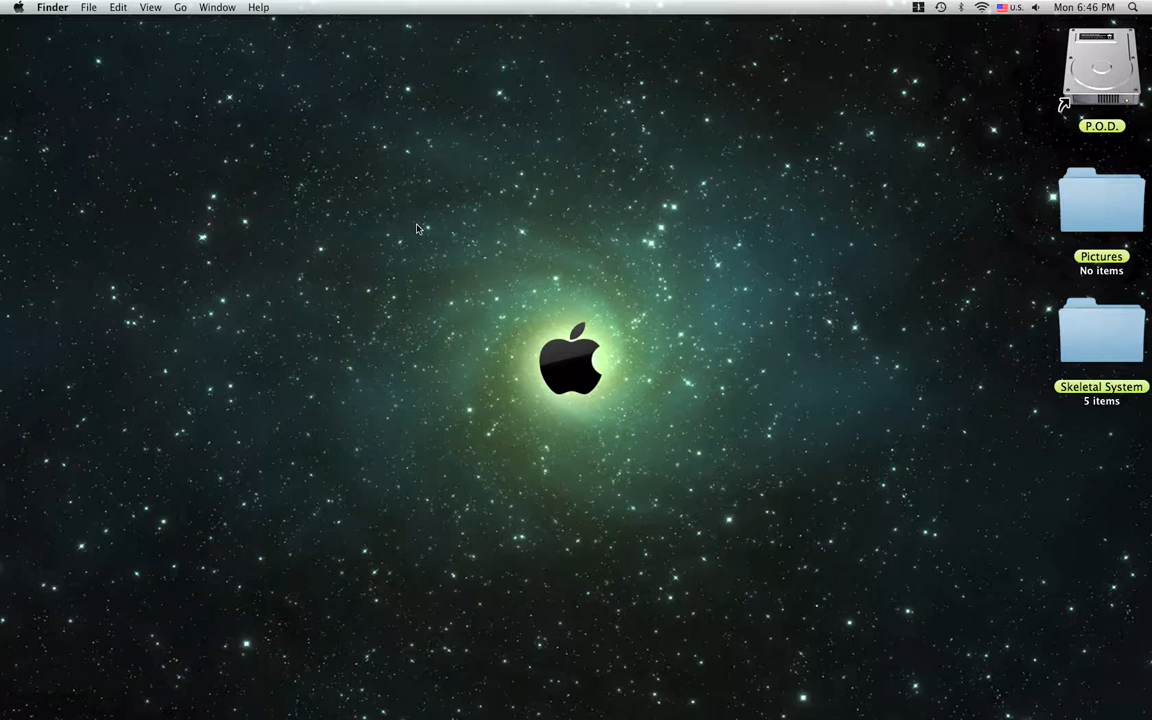 Finder File Edit View Go Window Help U.S. Mon 6:46 PM
P.O.D.
Pictures
No items
Skeletal System
5 items